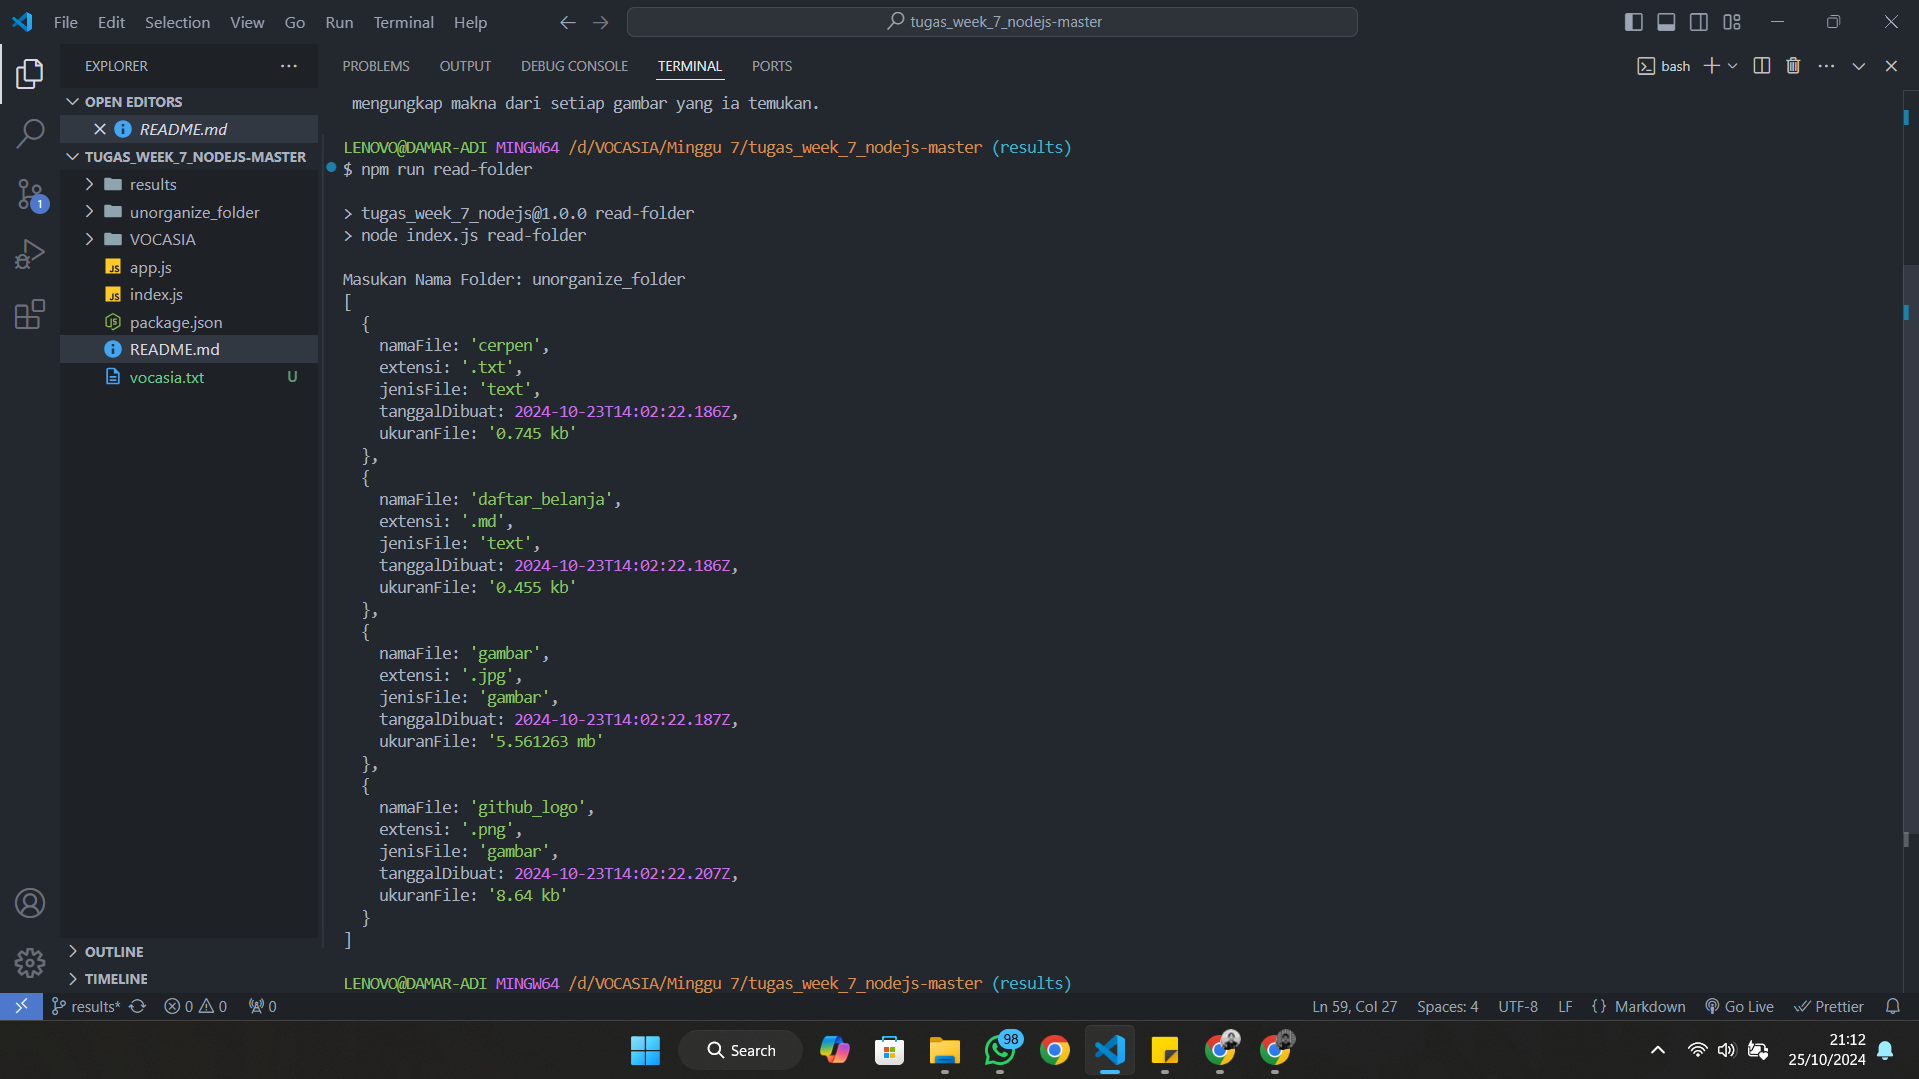 File Edit Selection View Go Run Terminal Help
tugas_week_7_nodejs-master
EXPLORER
OPEN EDITORS
README.md
TUGAS_WEEK_7_NODEJS-MASTER
results
1
unorganize_folder
VOCASIA
JS app.js
JS index.js
package.json
README.md
vocasia.txt U
OUTLINE
TIMELINE
PROBLEMS OUTPUT DEBUG CONSOLE TERMINAL PORTS
bash
mengungkap makna dari setiap gambar yang ia temukan.
LENOVO@DAMAR-ADI MINGW64 /d/VOCASIA/Minggu 7/tugas_week_7_nodejs-master (results)
$ npm run read-folder
> tugas_week_7_nodejs@1.0.0 read-folder
> node index.js read-folder
Masukan Nama Folder: unorganize_folder
[
{
namaFile: 'cerpen',
extensi: '.txt',
jenisFile: 'text',
tanggalDibuat: 2024-10-23T14:02:22.186Z,
ukuranFile: '0.745 kb'
},
{
namaFile: 'daftar_belanja',
extensi: '.md',
jenisFile: 'text',
tanggalDibuat: 2024-10-23T14:02:22.186Z,
ukuranFile: '0.455 kb'
},
{
namaFile: 'gambar',
extensi: '.jpg',
jenisFile: 'gambar',
tanggalDibuat: 2024-10-23T14:02:22.187Z,
ukuranFile: '5.561263 mb'
},
{
namaFile: 'github_logo',
extensi: '.png',
jenisFile: 'gambar',
tanggalDibuat: 2024-10-23T14:02:22.207Z,
ukuranFile: '8.64 kb'
}
]
LENOVO@DAMAR-ADI MINGW64 /d/VOCASIA/Minggu 7/tugas_week_7_nodejs-master (results)
results* 0 0 0 Ln 59, Col 27 Spaces: 4 UTF-8 LF {} Markdown Go Live Prettier
Search
98
21:12
25/10/2024